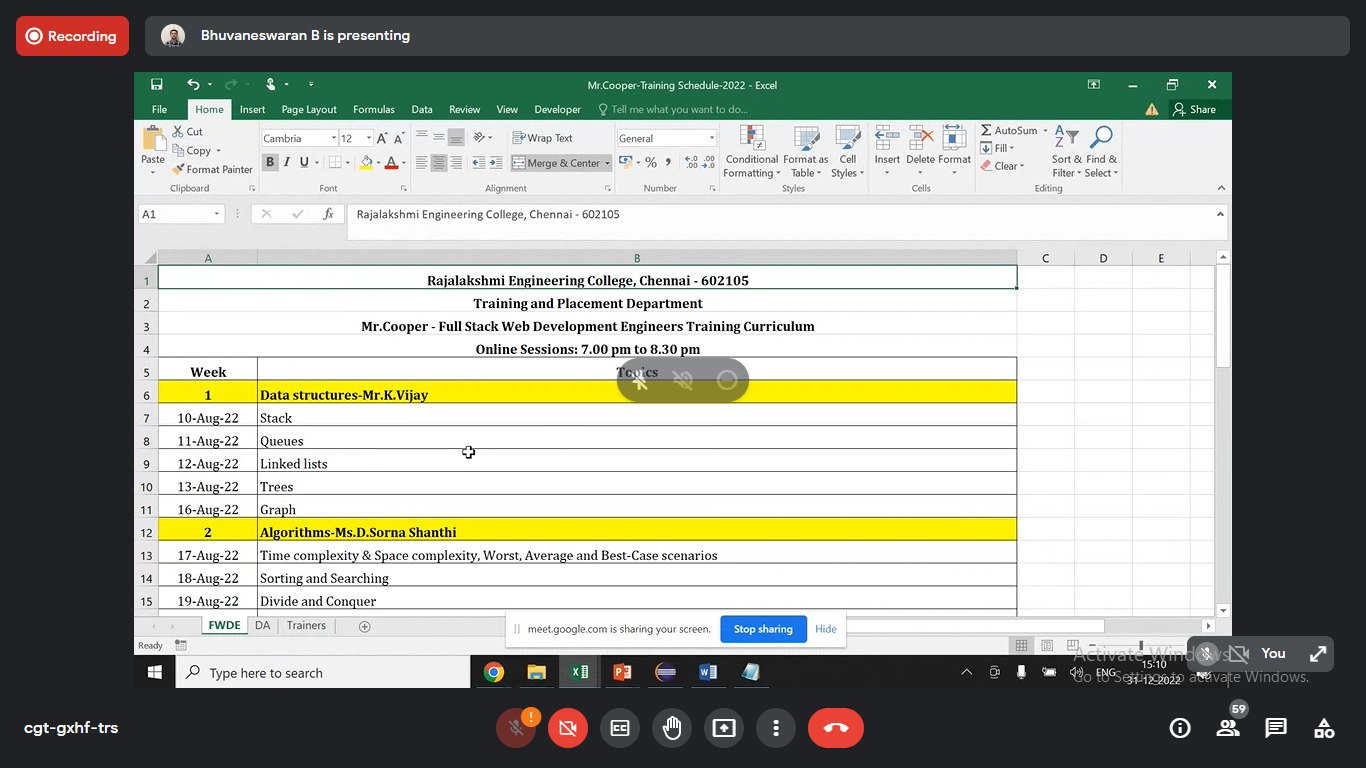 Recording
Bhuvaneswaran B is presenting
Mr.Cooper-Training Schedule-2022 - Excel
File Home Insert Page Layout Formulas Data Review View Developer Tell me what you want to do... Share
Paste
Cut
Copy
Format Painter
Clipboard
Cambria 12
B I U
Font
Wrap Text
Merge & Center
Alignment
General
Number
Conditional Formatting
Format as Table
Cell Styles
Styles
Insert Delete Format
Cells
AutoSum
Fill
Clear
Sort & Filter
Find & Select
Editing
A1 fx Rajalakshmi Engineering College, Chennai - 602105
A B C D E
1 Rajalakshmi Engineering College, Chennai - 602105
2 Training and Placement Department
3 Mr.Cooper - Full Stack Web Development Engineers Training Curriculum
4 Online Sessions: 7.00 pm to 8.30 pm
5 Week Topics
6 1 Data structures-Mr.K.Vijay
7 10-Aug-22 Stack
8 11-Aug-22 Queues
9 12-Aug-22 Linked lists
10 13-Aug-22 Trees
11 16-Aug-22 Graph
12 2 Algorithms-Ms.D.Sorna Shanthi
13 17-Aug-22 Time complexity & Space complexity, Worst, Average and Best-Case scenarios
14 18-Aug-22 Sorting and Searching
15 19-Aug-22 Divide and Conquer
FWDE DA Trainers
meet.google.com is sharing your screen. Stop sharing Hide
Ready
You
Activate Windows
Go to Settings to activate Windows.
Type here to search
ENG
15:10
31-12-2022
59
cgt-gxhf-trs